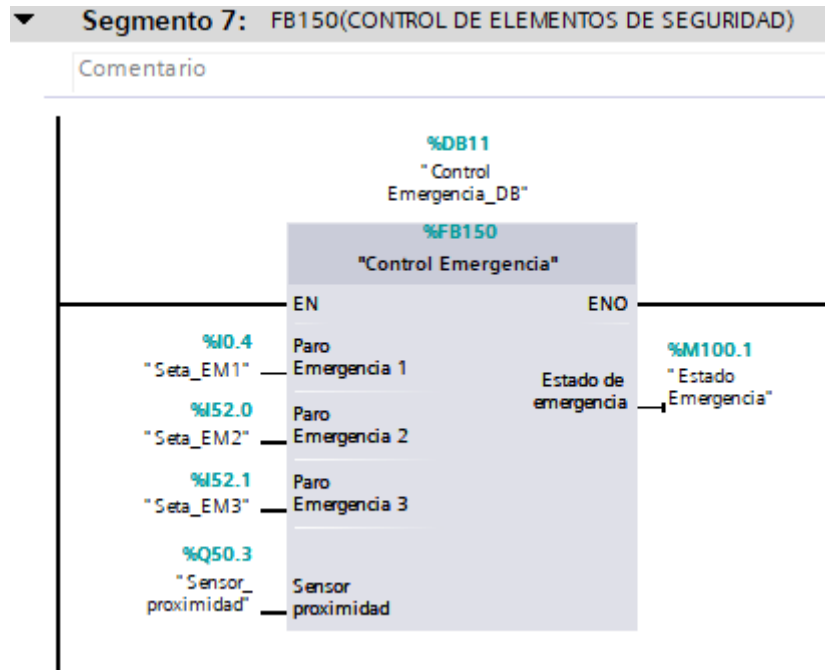 Segmento 7: FB150(CONTROL DE ELEMENTOS DE SEGURIDAD)
Comentario
%DB11
"Control
Emergencia_DB"
%FB150
"Control Emergencia"
EN
ENO
%I0.4
"Seta_EM1"
Paro
Emergencia 1
%I52.0
"Seta_EM2"
Paro
Emergencia 2
%I52.1
"Seta_EM3"
Paro
Emergencia 3
%Q50.3
"Sensor_
proximidad"
Sensor
proximidad
Estado de
emergencia
%M100.1
"Estado
Emergencia"